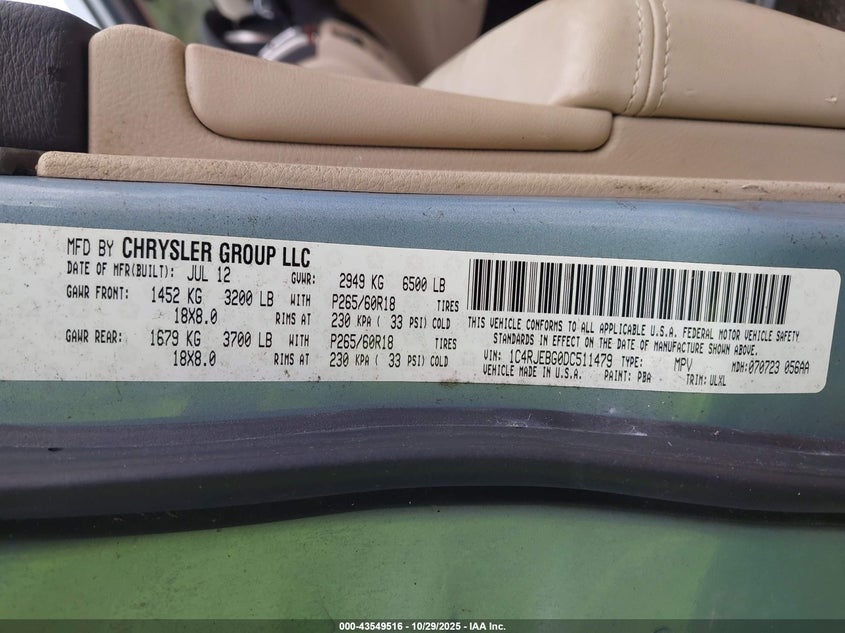 MFD BY CHRYSLER GROUP LLC
DATE OF MFR(BUILT): JUL 12 GVWR: 2949 KG 6500 LB
GAWR FRONT: 1452 KG 3200 LB WITH P265/60R18 TIRES
18X8.0 RIMS AT 230 KPA ( 33 PSI) COLD
GAWR REAR: 1679 KG 3700 LB WITH P265/60R18 TIRES
18X8.0 RIMS AT 230 KPA ( 33 PSI) COLD
THIS VEHICLE CONFORMS TO ALL APPLICABLE U.S.A. FEDERAL MOTOR VEHICLE SAFETY
STANDARDS IN EFFECT ON THE DATE OF MANUFACTURE SHOWN ABOVE.
VIN: 1C4RJEBG0DC511479 TYPE: MPV MDH:070723 056AA
VEHICLE MADE IN U.S.A. PAINT: PBA TRIM: ULXL
000-43549516 - 10/29/2025 - IAA Inc.